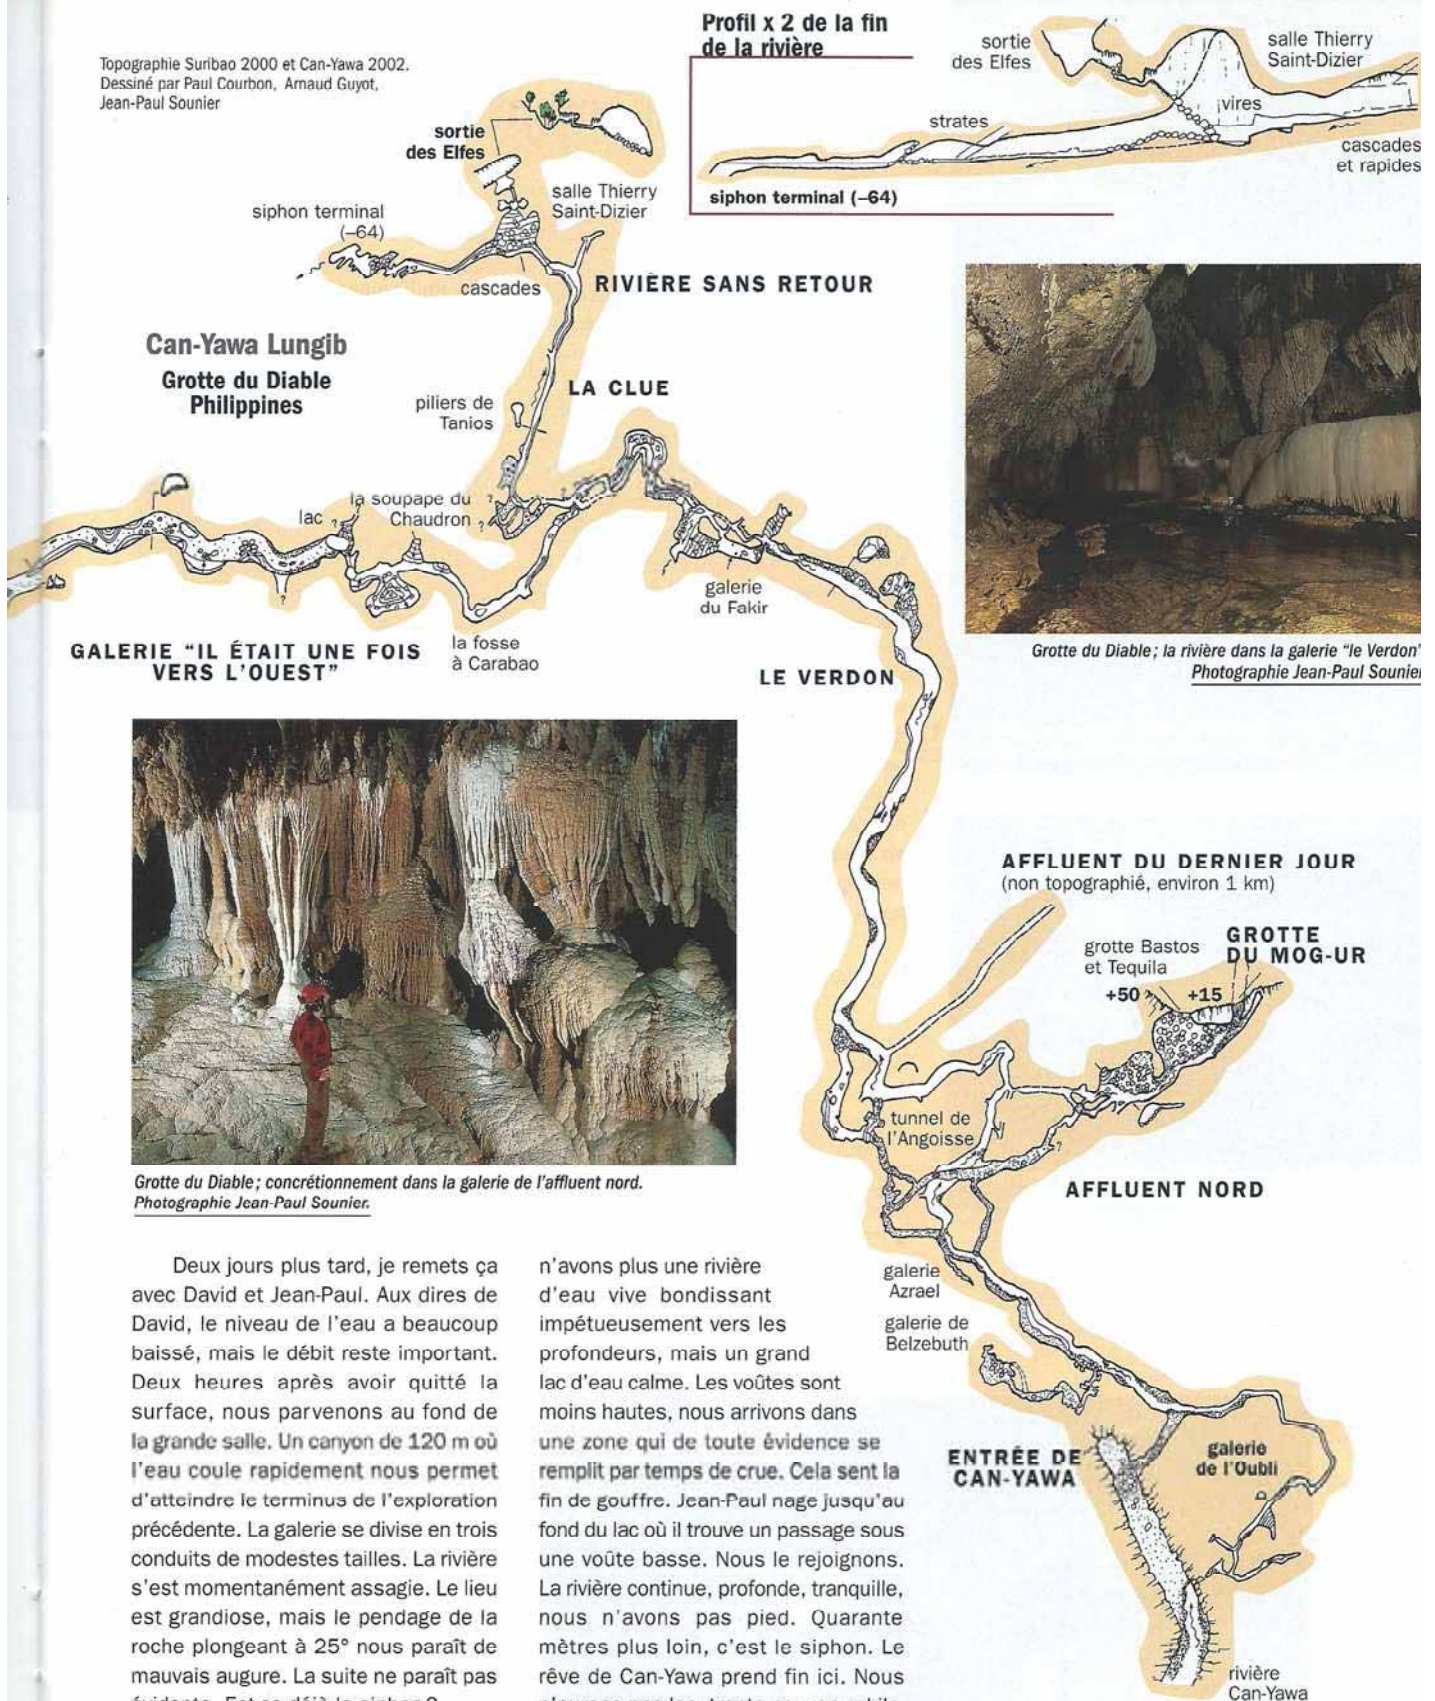 Topographie Suribao 2000 et Can-Yawa 2002.
Dessiné par Paul Courbon, Arnaud Guyot,
Jean-Paul Sounier
Profil x 2 de la fin
de la rivière
sortie
des Elfes
salle Thierry
Saint-Dizier
vires
strates
cascades
et rapides
siphon terminal (–64)
sortie
des Elfes
salle Thierry
Saint-Dizier
siphon terminal
(–64)
cascades
RIVIÈRE SANS RETOUR
Can-Yawa Lungib
Grotte du Diable
Philippines
LA CLUE
piliers de
Tanios
la soupape du
Chaudron
?
?
lac
?
?
galerie
du Fakir
la fosse
à Carabao
GALERIE "IL ÉTAIT UNE FOIS
VERS L'OUEST"
LE VERDON
Grotte du Diable ; la rivière dans la galerie "le Verdon"
Photographie Jean-Paul Sounier
AFFLUENT DU DERNIER JOUR
(non topographié, environ 1 km)
grotte Bastos
et Tequila
GROTTE
DU MOG-UR
+50
+15
tunnel de
l'Angoisse
?
AFFLUENT NORD
Grotte du Diable ; concrétionnement dans la galerie de l'affluent nord.
Photographie Jean-Paul Sounier.
galerie
Azrael
galerie de
Belzebuth
ENTRÉE DE
CAN-YAWA
galerie
de l'Oubli
rivière
Can-Yawa
Deux jours plus tard, je remets ça
avec David et Jean-Paul. Aux dires de
David, le niveau de l'eau a beaucoup
baissé, mais le débit reste important.
Deux heures après avoir quitté la
surface, nous parvenons au fond de
la grande salle. Un canyon de 120 m où
l'eau coule rapidement nous permet
d'atteindre le terminus de l'exploration
précédente. La galerie se divise en trois
conduits de modestes tailles. La rivière
s'est momentanément assagie. Le lieu
est grandiose, mais le pendage de la
roche plongeant à 25° nous paraît de
mauvais augure. La suite ne paraît pas
n'avons plus une rivière
d'eau vive bondissant
impétueusement vers les
profondeurs, mais un grand
lac d'eau calme. Les voûtes sont
moins hautes, nous arrivons dans
une zone qui de toute évidence se
remplit par temps de crue. Cela sent la
fin de gouffre. Jean-Paul nage jusqu'au
fond du lac où il trouve un passage sous
une voûte basse. Nous le rejoignons.
La rivière continue, profonde, tranquille,
nous n'avons pas pied. Quarante
mètres plus loin, c'est le siphon. Le
rêve de Can-Yawa prend fin ici. Nous